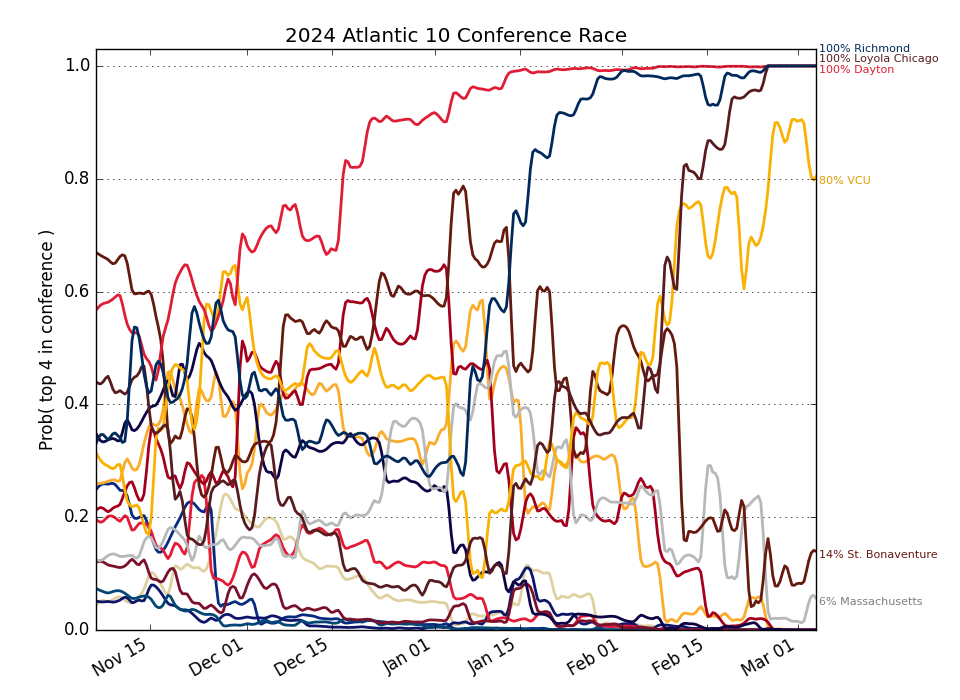 2024 Atlantic 10 Conference Race
100% Richmond
100% Loyola Chicago
100% Dayton
1.0
0.8
0.6
0.4
0.2
0.0
Prob( top 4 in conference )
80% VCU
14% St. Bonaventure
6% Massachusetts
Nov 15
Dec 01
Dec 15
Jan 01
Jan 15
Feb 01
Feb 15
Mar 01